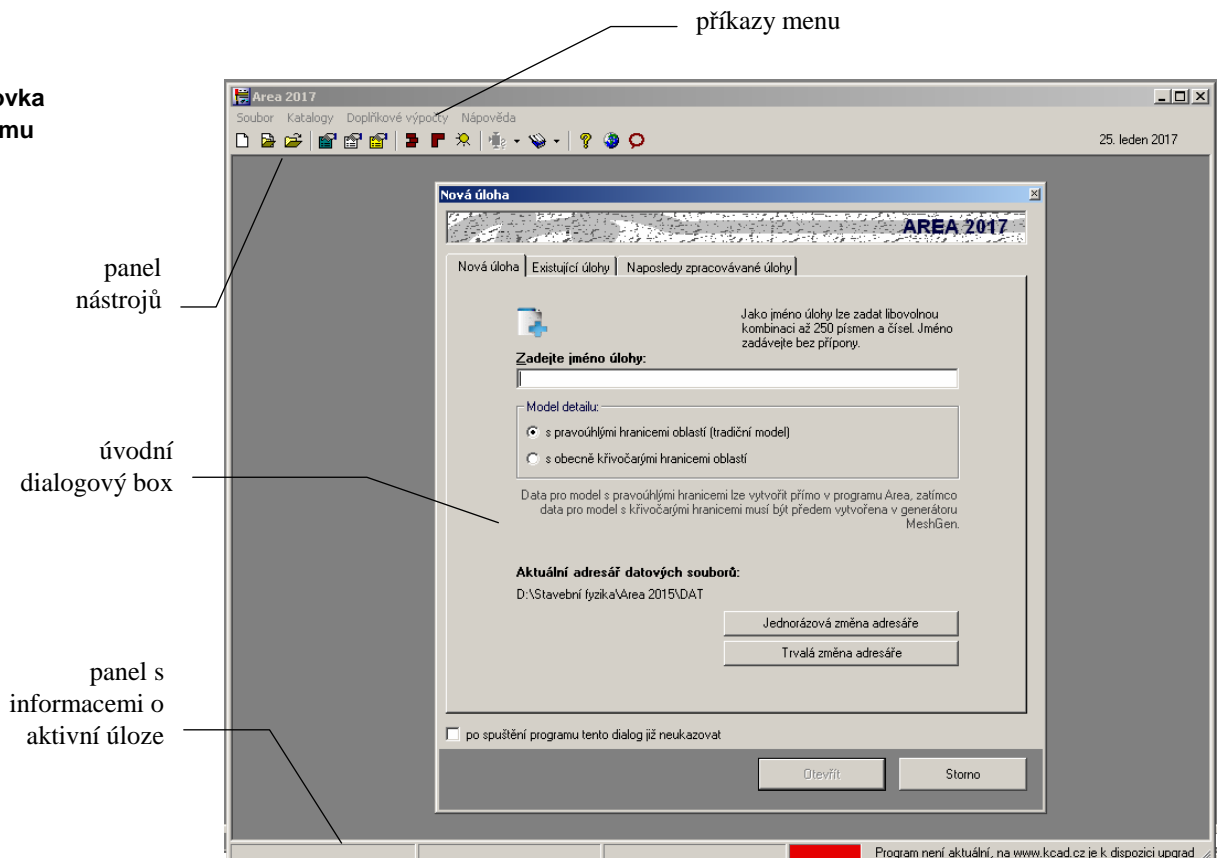 příkazy menu
ovka
mu
Area 2017
Soubor Katalogy Doplňkové výpočty Nápověda
25. leden 2017
Nová úloha
AREA 2017
panel
nástrojů
Nová úloha Existující úlohy Naposledy zpracovávané úlohy
Jako jméno úlohy lze zadat libovolnou
kombinaci až 250 písmen a čísel. Jméno
zadávejte bez přípony.
Zadejte jméno úlohy:
Model detailu:
s pravoúhlými hranicemi oblastí (tradiční model)
s obecně křivočarými hranicemi oblastí
úvodní
dialogový box
Data pro model s pravoúhlými hranicemi lze vytvořit přímo v programu Area, zatímco
data pro model s křivočarými hranicemi musí být předem vytvořena v generátoru
MeshGen.
Aktuální adresář datových souborů:
D:\Stavební fyzika\Area 2015\DAT
Jednorázová změna adresáře
Trvalá změna adresáře
panel s
informacemi o
aktivní úloze
po spuštění programu tento dialog již neukazovat
Otevřít Storno
Program není aktuální, na www.kcad.cz je k dispozici upgrad